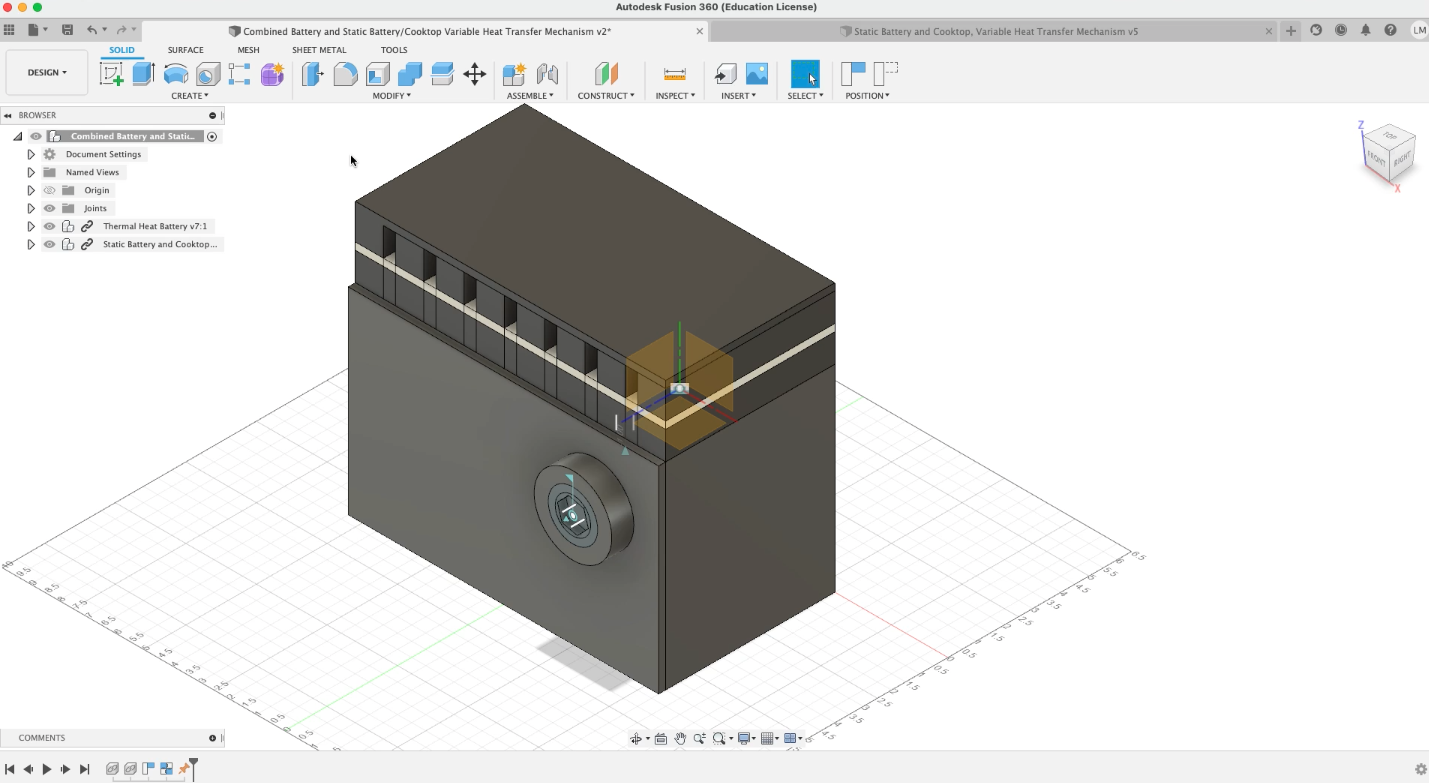 Autodesk Fusion 360 (Education License)
Combined Battery and Static Battery/Cooktop Variable Heat Transfer Mechanism v2*
Static Battery and Cooktop, Variable Heat Transfer Mechanism v5
LM
SOLID SURFACE MESH SHEET METAL TOOLS
DESIGN
CREATE MODIFY ASSEMBLE CONSTRUCT INSPECT INSERT SELECT POSITION
BROWSER
Combined Battery and Static...
Document Settings
Named Views
Origin
Joints
Thermal Heat Battery v7:1
Static Battery and Cooktop...
Z
TOP
FRONT
RIGHT
X
COMMENTS